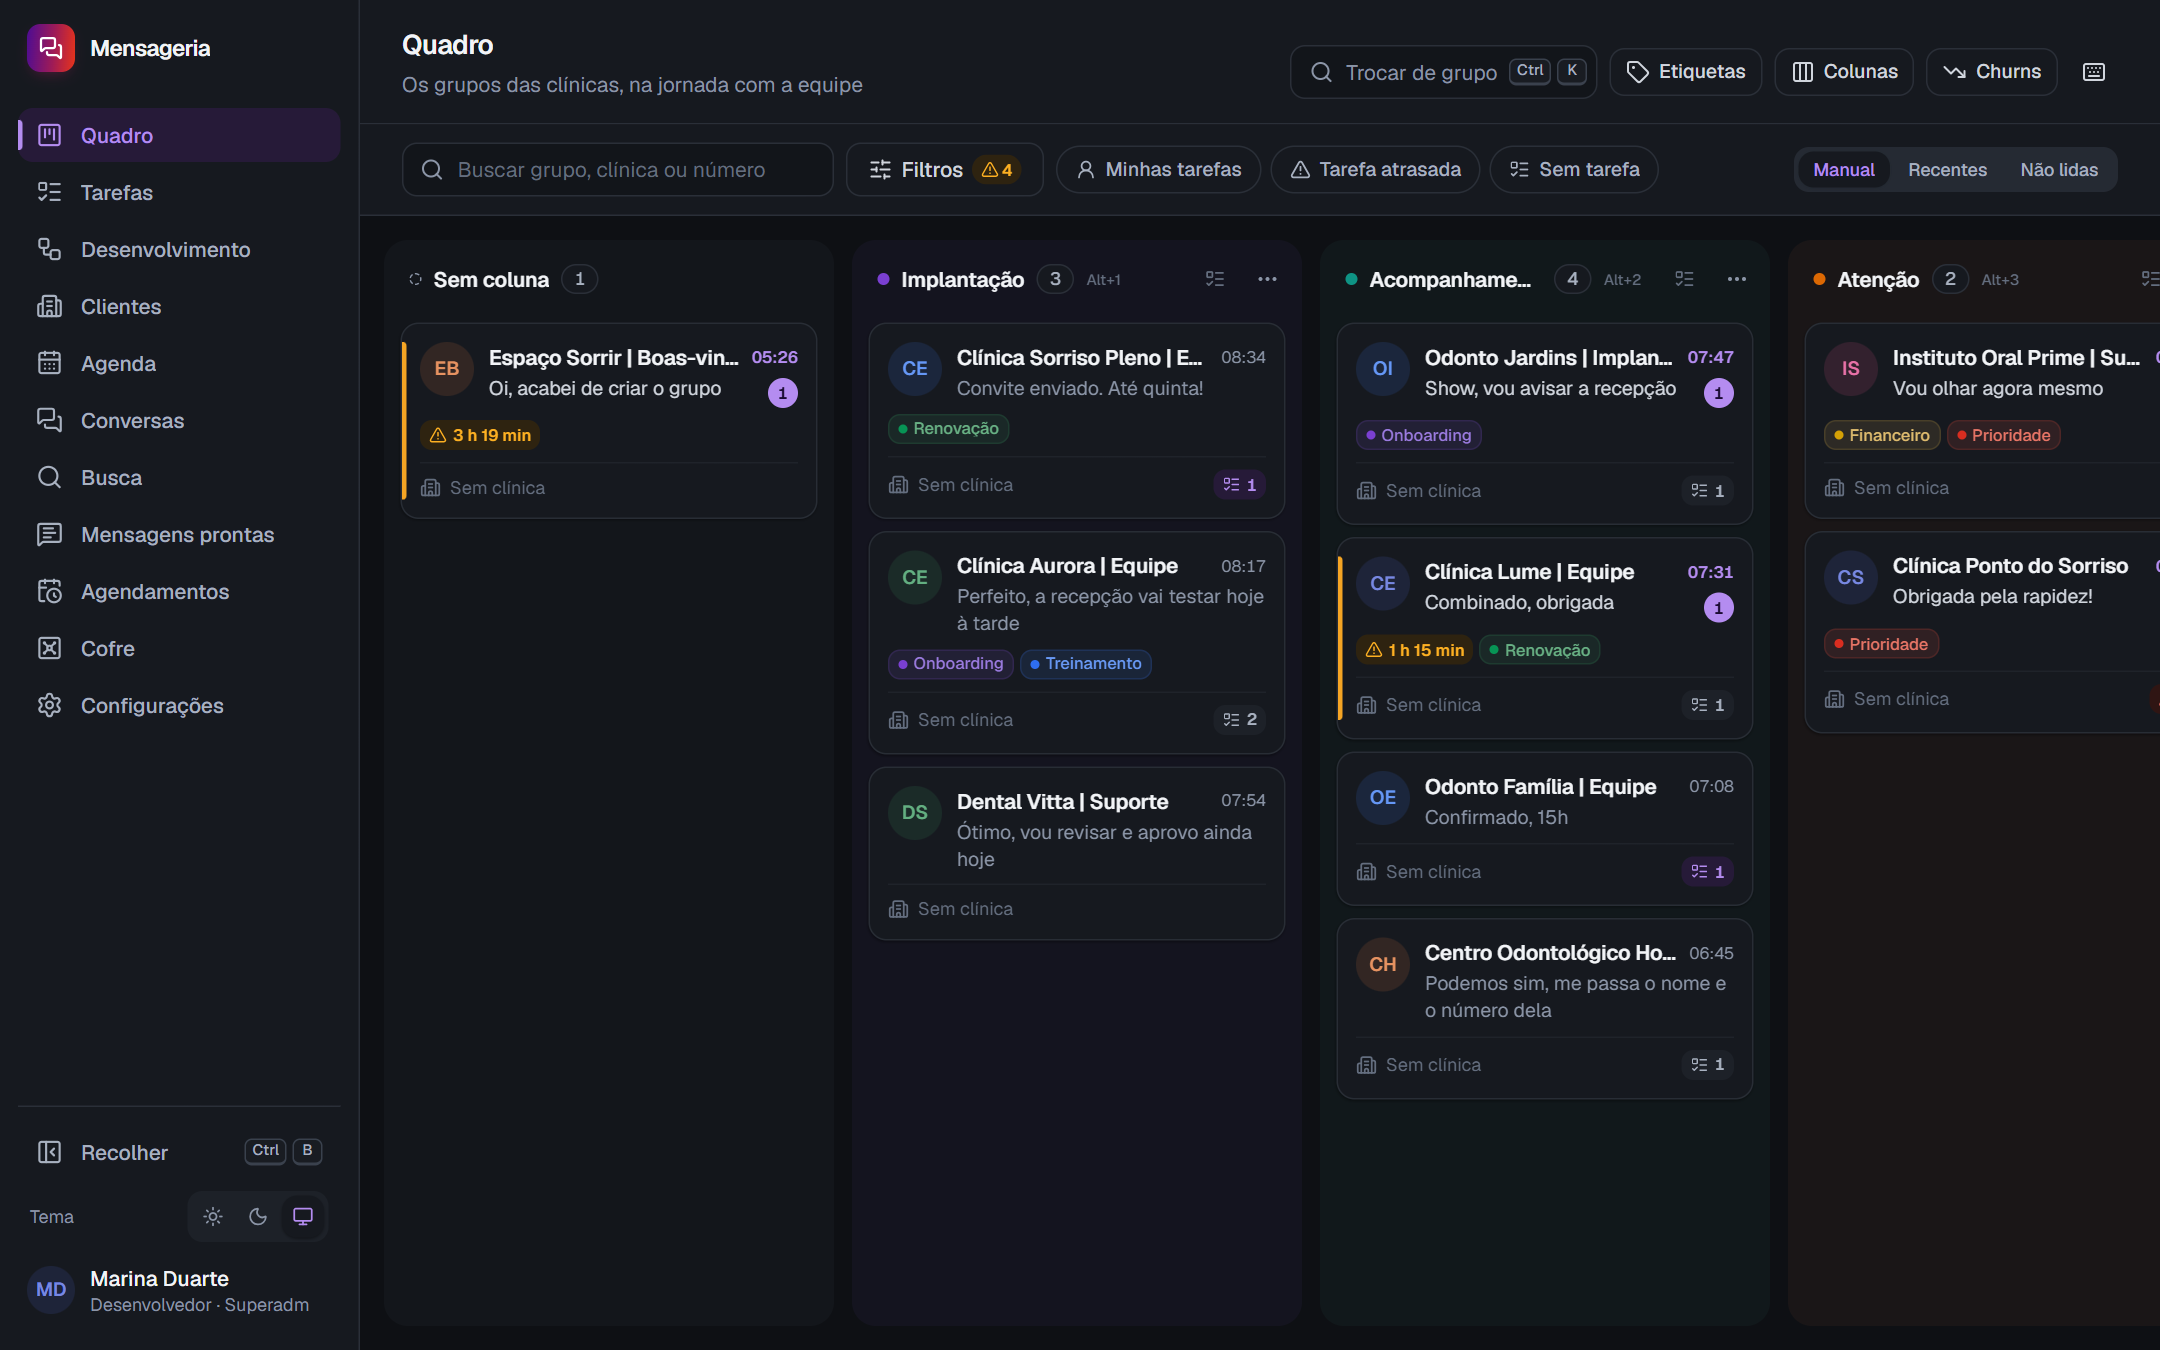 Mensageria
Quadro
Tarefas
Desenvolvimento
Clientes
Agenda
Conversas
Busca
Mensagens prontas
Agendamentos
Cofre
Configurações
Recolher Ctrl B
Tema
MD Marina Duarte
Desenvolvedor · Superadm
Quadro
Os grupos das clínicas, na jornada com a equipe
Trocar de grupo Ctrl K
Etiquetas
Colunas
Churns
Buscar grupo, clínica ou número
Filtros 4
Minhas tarefas
Tarefa atrasada
Sem tarefa
Manual
Recentes
Não lidas
Sem coluna 1
EB Espaço Sorrir | Boas-vin... 05:26
Oi, acabei de criar o grupo 1
3 h 19 min
Sem clínica
Implantação 3 Alt+1
CE Clínica Sorriso Pleno | E... 08:34
Convite enviado. Até quinta!
Renovação
Sem clínica 1
CE Clínica Aurora | Equipe 08:17
Perfeito, a recepção vai testar hoje
à tarde
Onboarding Treinamento
Sem clínica 2
DS Dental Vitta | Suporte 07:54
Ótimo, vou revisar e aprovo ainda
hoje
Sem clínica
Acompanhame... 4 Alt+2
OI Odonto Jardins | Implan... 07:47
Show, vou avisar a recepção 1
Onboarding
Sem clínica 1
CE Clínica Lume | Equipe 07:31
Combinado, obrigada 1
1 h 15 min Renovação
Sem clínica 1
OE Odonto Família | Equipe 07:08
Confirmado, 15h
Sem clínica 1
CH Centro Odontológico Ho... 06:45
Podemos sim, me passa o nome e
o número dela
Sem clínica 1
Atenção 2 Alt+3
IS Instituto Oral Prime | Su...
Vou olhar agora mesmo
Financeiro Prioridade
Sem clínica
CS Clínica Ponto do Sorriso
Obrigada pela rapidez!
Prioridade
Sem clínica